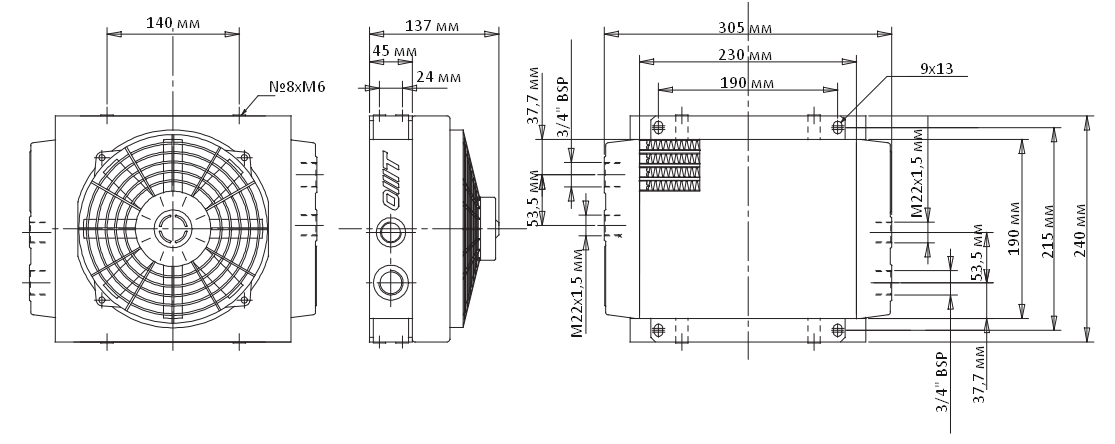 140 мм
№8xM6
137 мм
45 мм
24 мм
OIIT
37,7 мм
3/4" BSP
53,5 мм
M22x1,5 мм
305 мм
230 мм
190 мм
9x13
M22x1,5 мм
53,5 мм
190 мм
215 мм
240 мм
3/4" BSP
37,7 мм